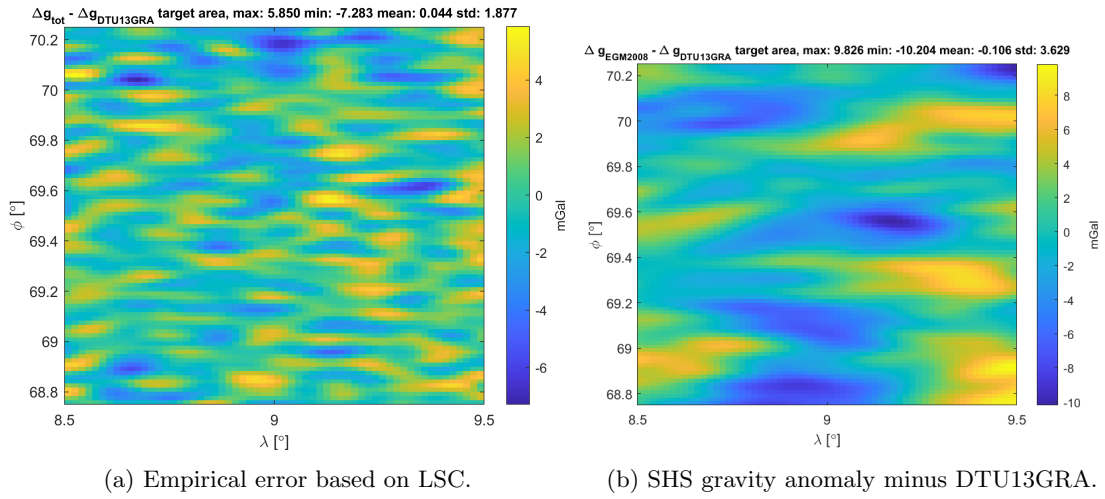 Δg_tot - Δg_DTU13GRA target area, max: 5.850 min: -7.283 mean: 0.044 std: 1.877
70.2
70
69.8
69.6
69.4
69.2
69
68.8
ϕ [°]
8.5 9 9.5
λ [°]
4
2
0
-2
-4
-6
mGal
(a) Empirical error based on LSC.
Δ g_EGM2008 - Δ g_DTU13GRA target area, max: 9.826 min: -10.204 mean: -0.106 std: 3.629
70.2
70
69.8
69.6
69.4
69.2
69
68.8
ϕ [°]
8.5 9 9.5
λ [°]
8
6
4
2
0
-2
-4
-6
-8
-10
mGal
(b) SHS gravity anomaly minus DTU13GRA.